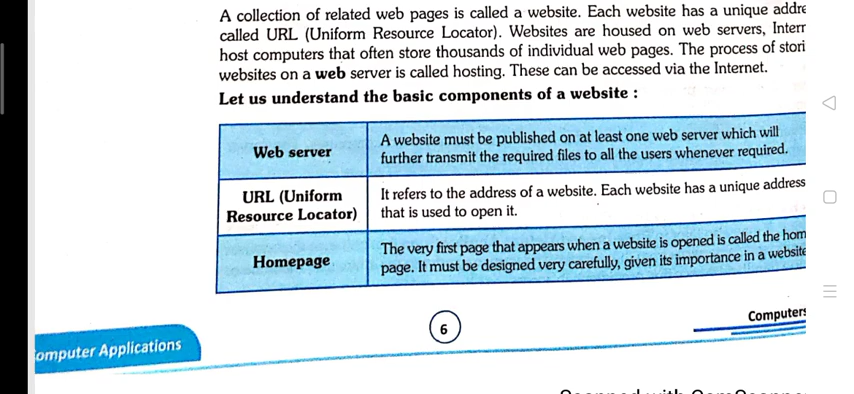 A collection of related web pages is called a website. Each website has a unique addre
called URL (Uniform Resource Locator). Websites are housed on web servers, Intern
host computers that often store thousands of individual web pages. The process of stori
websites on a web server is called hosting. These can be accessed via the Internet.
Let us understand the basic components of a website :
Web server
A website must be published on at least one web server which will
further transmit the required files to all the users whenever required.
URL (Uniform
Resource Locator)
It refers to the address of a website. Each website has a unique address
that is used to open it.
Homepage
The very first page that appears when a website is opened is called the hom
page. It must be designed very carefully, given its importance in a website
6
Computers
omputer Applications